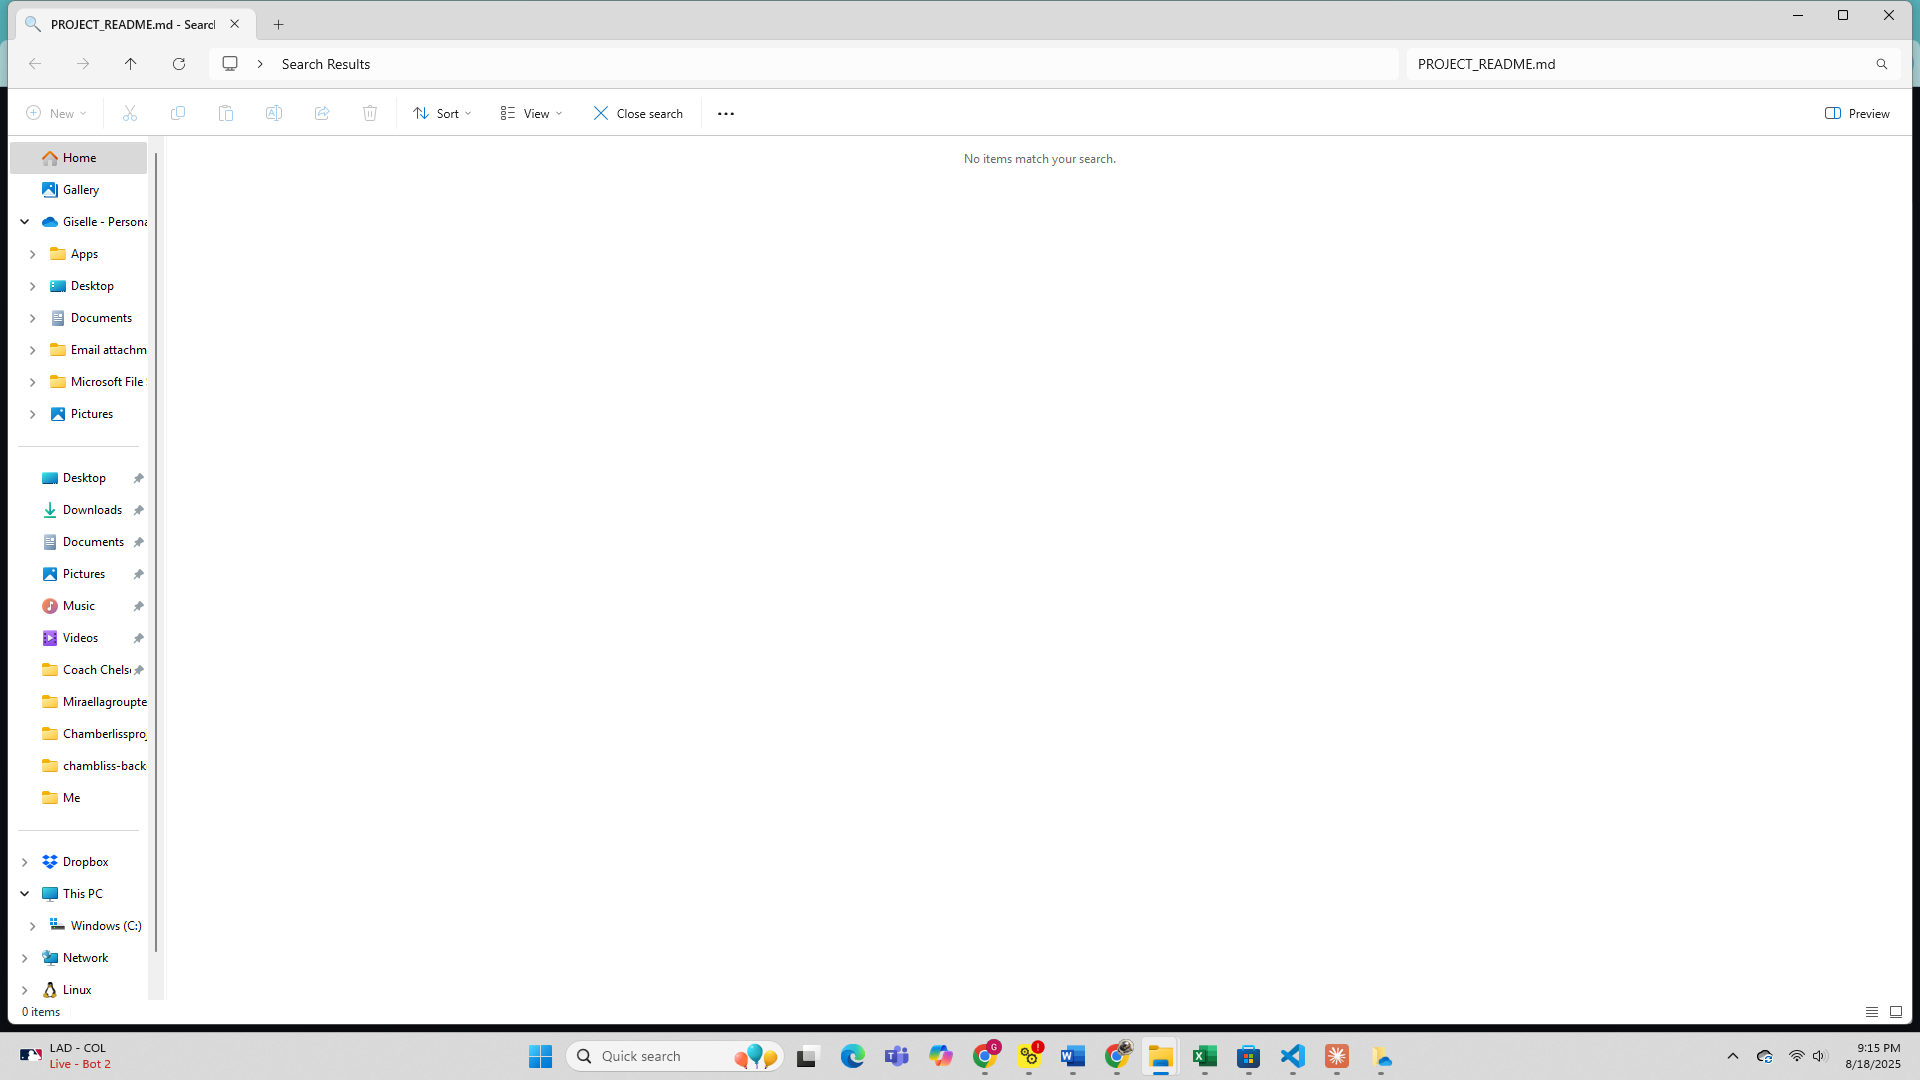 PROJECT_README.md - Searc
Search Results
PROJECT_README.md
New
Sort
View
Close search
Preview
No items match your search.
Home
Gallery
Giselle - Persona
Apps
Desktop
Documents
Email attachm
Microsoft File
Pictures
Desktop
Downloads
Documents
Pictures
Music
Videos
Coach Chels
Miraellagroupte
Chamberlissproj
chambliss-back
Me
Dropbox
This PC
Windows (C:)
Network
Linux
0 items
LAD - COL
Live - Bot 2
Quick search
9:15 PM
8/18/2025